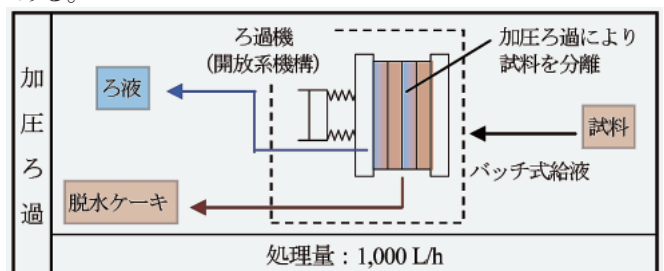 加圧ろ過
ろ過機
(開放系機構)
加圧ろ過により
試料を分離
ろ液
試料
バッチ式給液
脱水ケーキ
処理量：1,000 L/h